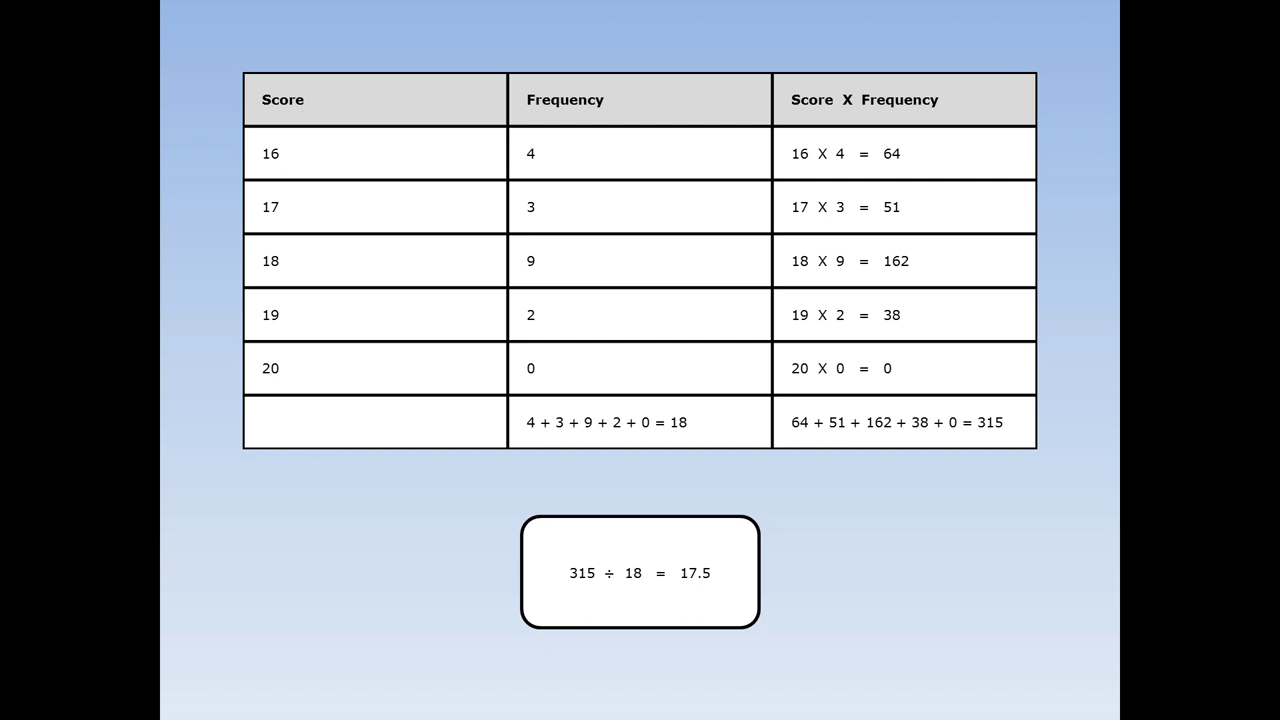 Score Frequency Score X Frequency
16 4 16 X 4 = 64
17 3 17 X 3 = 51
18 9 18 X 9 = 162
19 2 19 X 2 = 38
20 0 20 X 0 = 0
4 + 3 + 9 + 2 + 0 = 18 64 + 51 + 162 + 38 + 0 = 315
315 ÷ 18 = 17.5